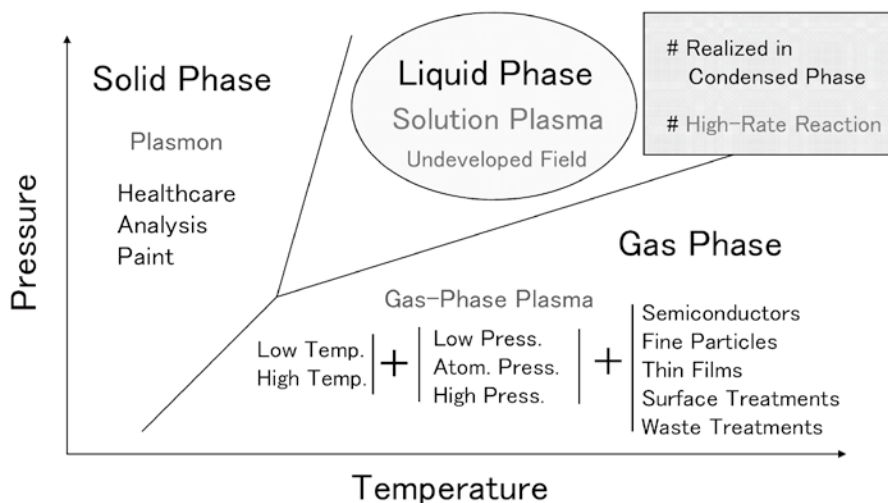 Solid Phase
Plasmon
Healthcare
Analysis
Paint
Liquid Phase
Solution Plasma
Undeveloped Field
# Realized in
Condensed Phase
# High-Rate Reaction
Gas Phase
Gas-Phase Plasma
Low Temp.
High Temp.
+
Low Press.
Atom. Press.
High Press.
+
Semiconductors
Fine Particles
Thin Films
Surface Treatments
Waste Treatments
Pressure
Temperature